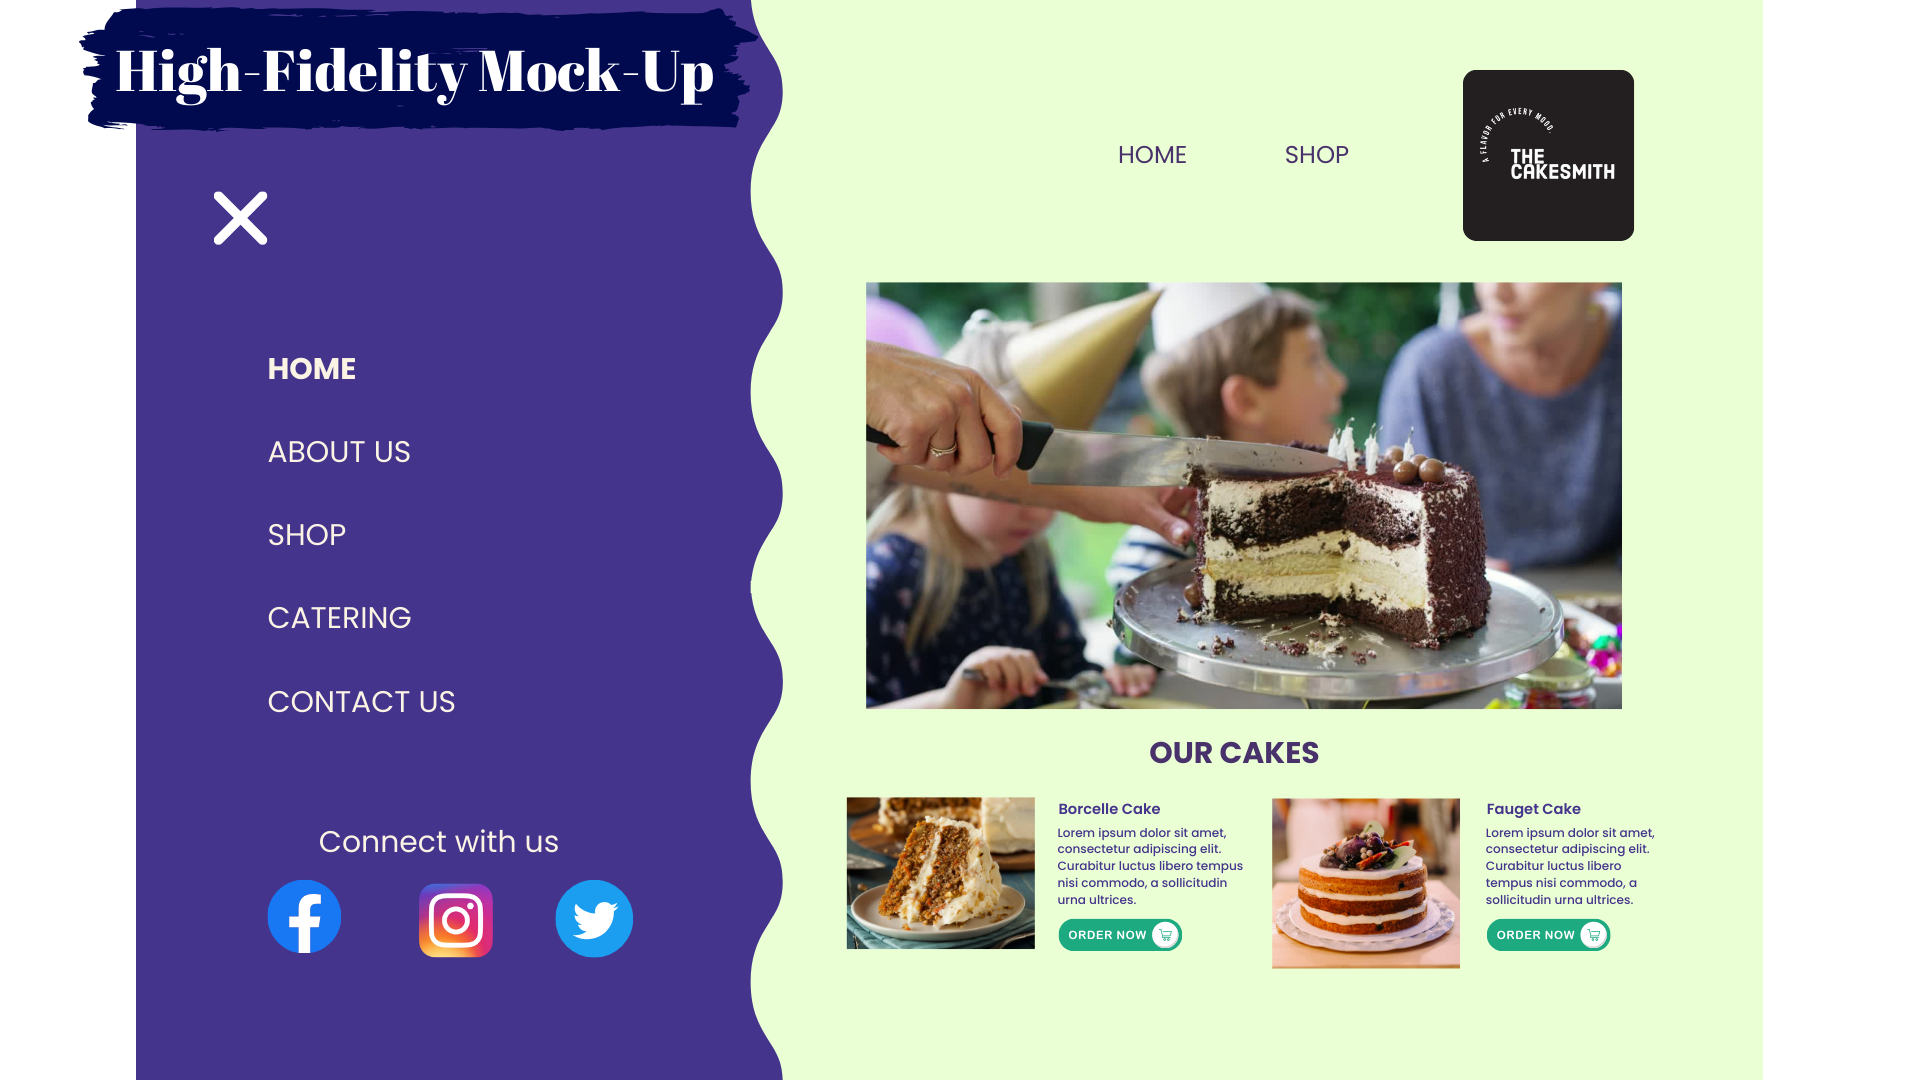 High-Fidelity Mock-Up
HOME
ABOUT US
SHOP
CATERING
CONTACT US
Connect with us
HOME
SHOP
A FLAVOR FOR EVERY MOOD.
THE
CAKESMITH
OUR CAKES
Borcelle Cake
Lorem ipsum dolor sit amet,
consectetur adipiscing elit.
Curabitur luctus libero tempus
nisi commodo, a sollicitudin
urna ultrices.
ORDER NOW
Fauget Cake
Lorem ipsum dolor sit amet,
consectetur adipiscing elit.
Curabitur luctus libero
tempus nisi commodo, a
sollicitudin urna ultrices.
ORDER NOW